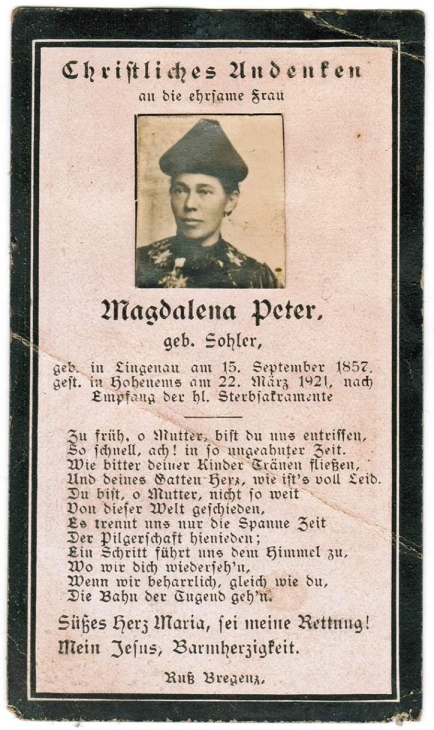 Christliches Andenken
an die ehrsame Frau
Magdalena Peter,
geb. Sohler,
geb. in Lingenau am 15. September 1857,
gest. in Hohenems am 22. März 1921, nach
Empfang der hl. Sterbsakramente
Zu früh, o Mutter, bist du uns entrissen,
So schnell, ach! in so ungeahnter Zeit.
Wie bitter deiner Kinder Tränen fließen,
Und deines Gatten Herz, wie ist's voll Leid.
Du bist, o Mutter, nicht so weit
Von dieser Welt geschieden,
Es trennt uns nur die Spanne Zeit
Der Pilgerschaft hienieden;
Ein Schritt führt uns dem Himmel zu,
Wo wir dich wiederseh'n,
Wenn wir beharrlich, gleich wie du,
Die Bahn der Tugend geh'n.
Süßes Herz Maria, sei meine Rettung!
Mein Jesus, Barmherzigkeit.
Ruß Bregenz.